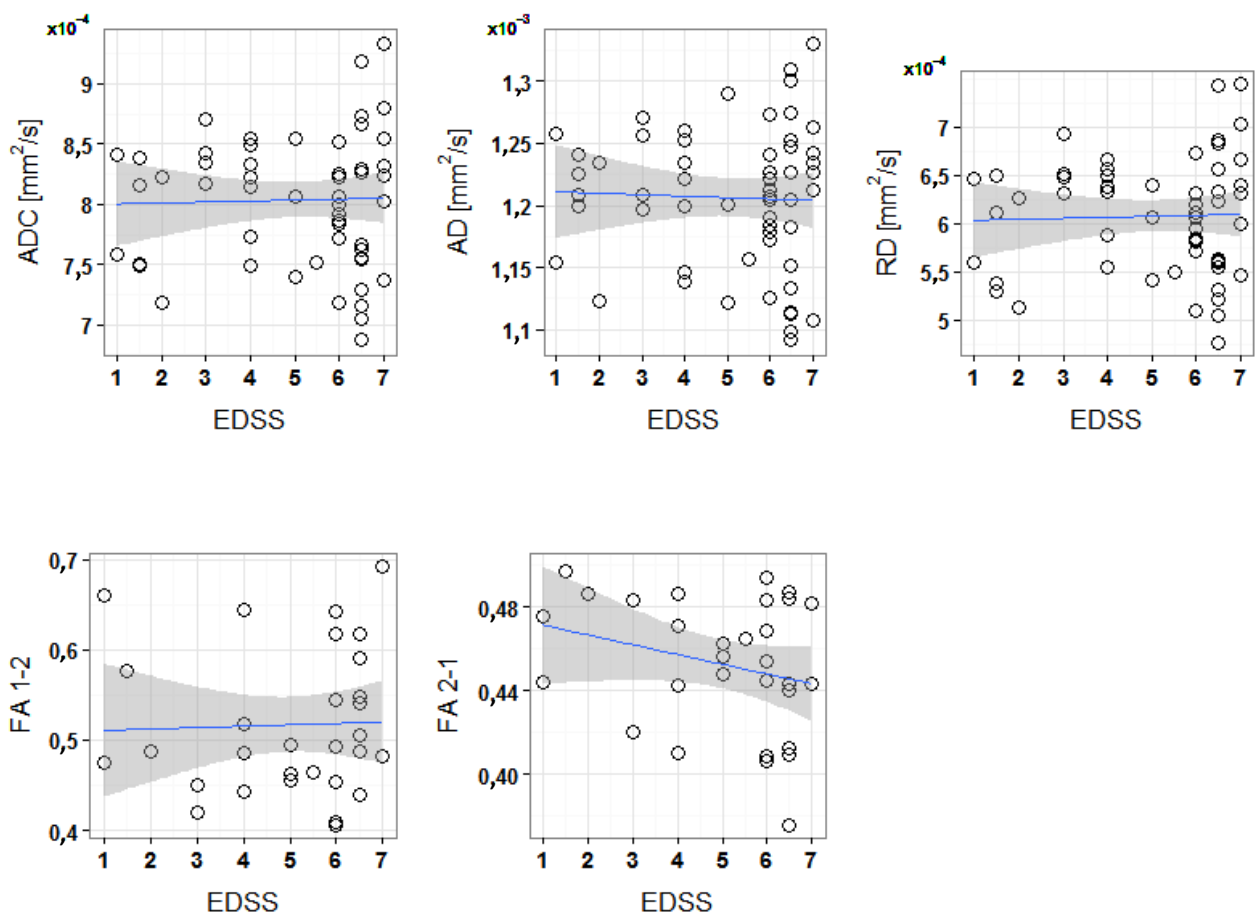 x10⁻⁴
ADC [mm²/s]
9
8,5
8
7,5
7
1 2 3 4 5 6 7
EDSS
x10⁻³
AD [mm²/s]
1,3
1,25
1,2
1,15
1,1
1 2 3 4 5 6 7
EDSS
x10⁻⁴
RD [mm²/s]
7
6,5
6
5,5
5
1 2 3 4 5 6 7
EDSS
FA 1-2
0,7
0,6
0,5
0,4
1 2 3 4 5 6 7
EDSS
FA 2-1
0,48
0,44
0,40
1 2 3 4 5 6 7
EDSS